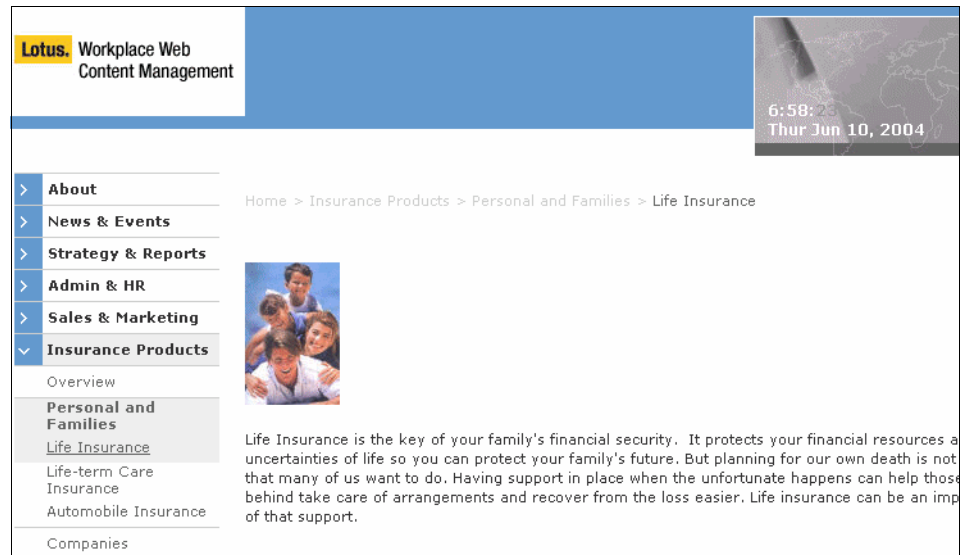 Lotus. Workplace Web
Content Management
6:58:23
Thur Jun 10, 2004
About
News & Events
Strategy & Reports
Admin & HR
Sales & Marketing
Insurance Products
Overview
Personal and
Families
Life Insurance
Life-term Care
Insurance
Automobile Insurance
Companies
Home > Insurance Products > Personal and Families > Life Insurance
Life Insurance is the key of your family's financial security. It protects your financial resources a
uncertainties of life so you can protect your family's future. But planning for our own death is not
that many of us want to do. Having support in place when the unfortunate happens can help those
behind take care of arrangements and recover from the loss easier. Life insurance can be an imp
of that support.